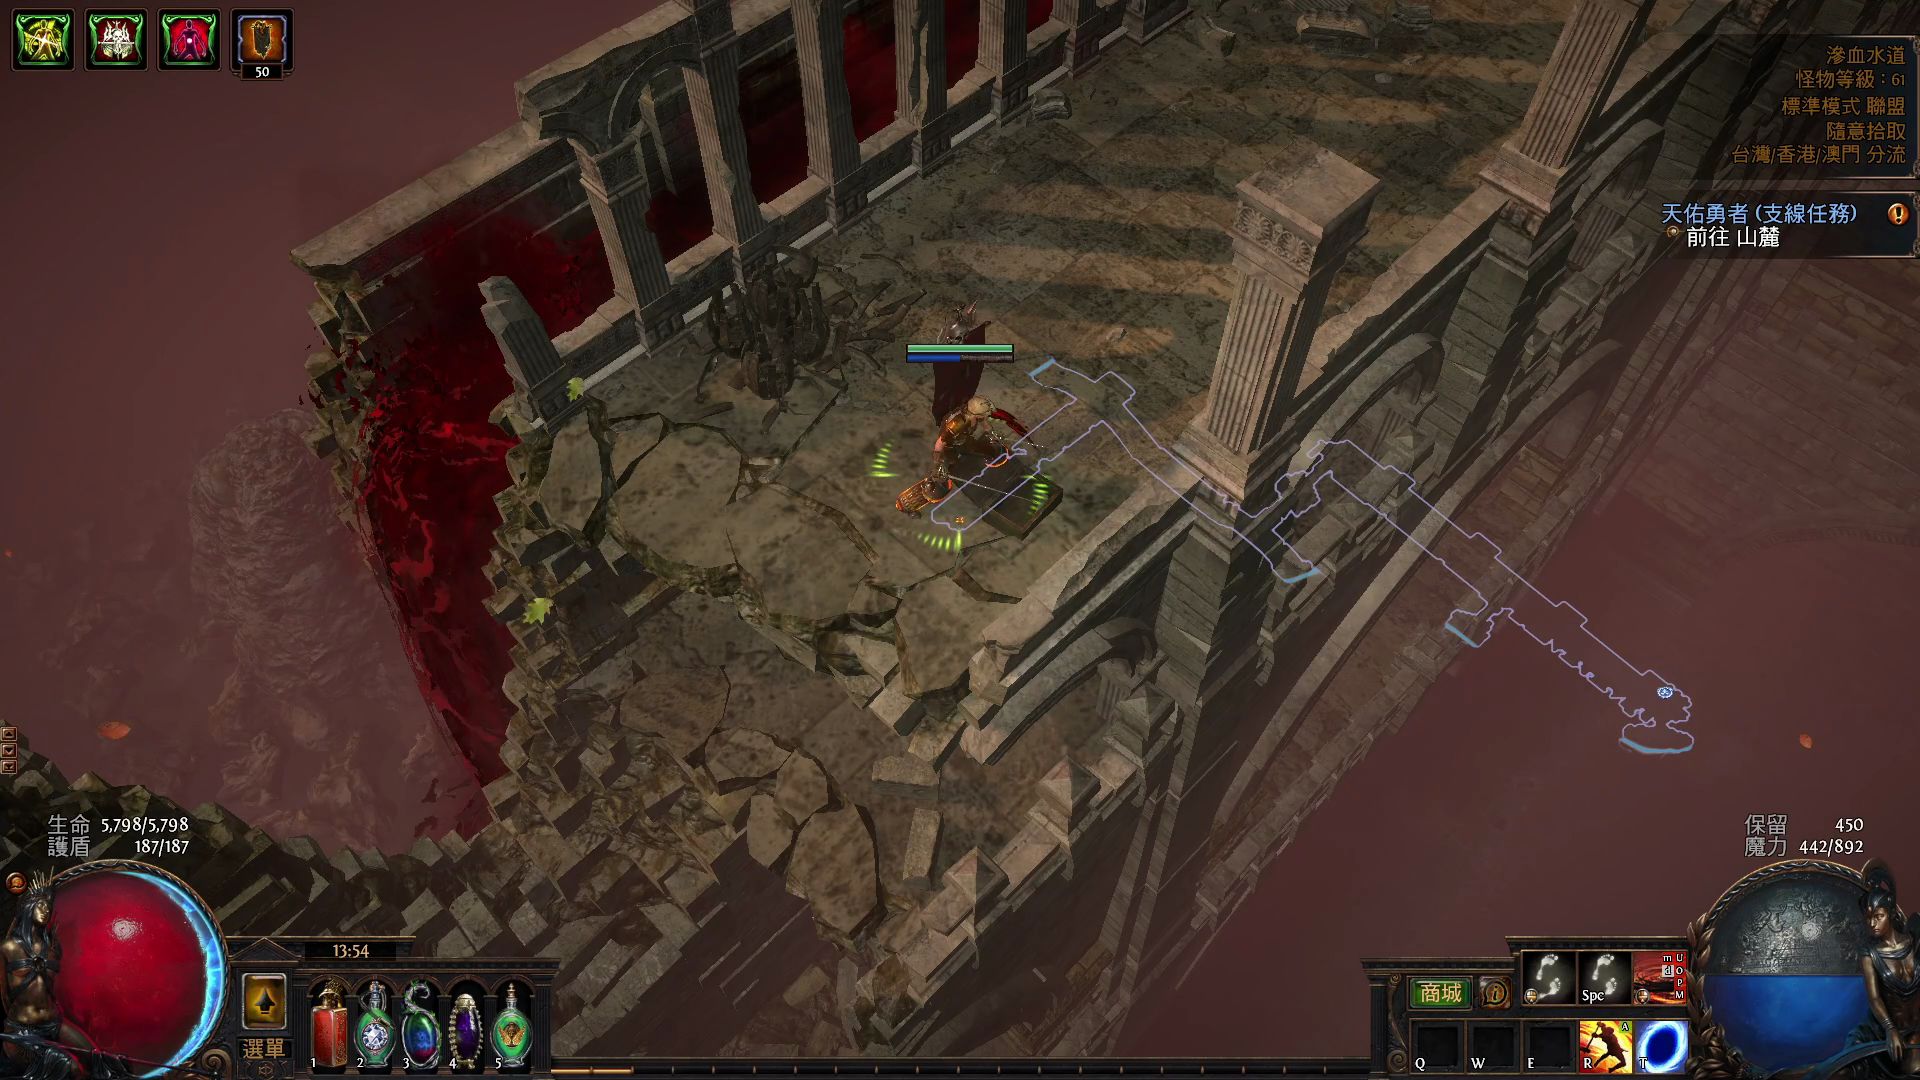 50
滲血水道
怪物等級：61
標準模式 聯盟
隨意拾取
台灣/香港/澳門 分流
天佑勇者 (支線任務)
前往 山麓
生命 5,798/5,798
護盾 187/187
保留 450
魔力 442/892
13:54
選單
1 2 3 4 5
商城
Spc
m U
d O
P
M
Q W E R A T